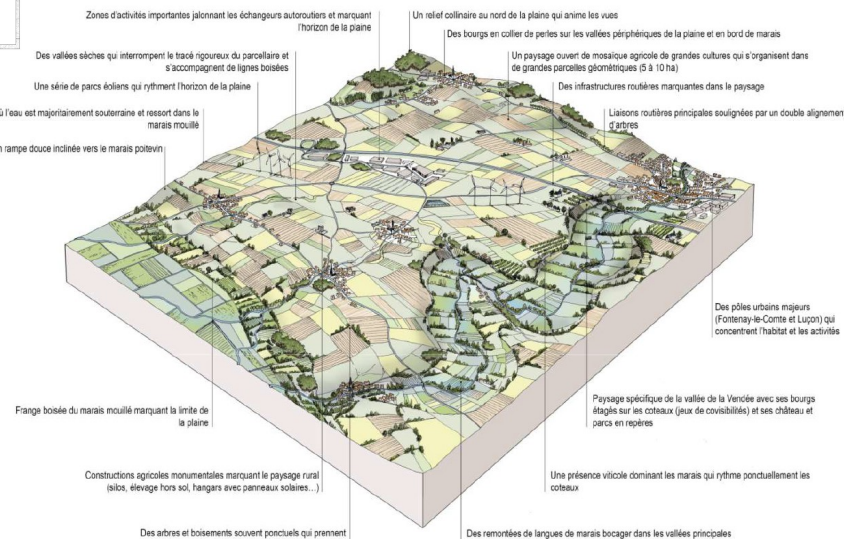 Zones d'activités importantes jalonnant les échangeurs autoroutiers et marquant
l'horizon de la plaine
Un relief collinaire au nord de la plaine qui anime les vues
Des bourgs en collier de perles sur les vallées périphériques de la plaine et en bord de marais
Des vallées sèches qui interrompent le tracé rigoureux du parcellaire et
s'accompagnent de lignes boisées
Un paysage ouvert de mosaïque agricole de grandes cultures qui s'organisent dans
de grandes parcelles géométriques (5 à 10 ha)
Une série de parcs éoliens qui rythment l'horizon de la plaine
Des infrastructures routières marquantes dans le paysage
l'eau est majoritairement souterraine et ressort dans le
marais mouillé
Liaisons routières principales soulignées par un double alignement
d'arbres
rampe douce inclinée vers le marais poitevin
Des pôles urbains majeurs
(Fontenay-le-Comte et Luçon) qui
concentrent l'habitat et les activités
Frange boisée du marais mouillé marquant la limite de
la plaine
Paysage spécifique de la vallée de la Vendée avec ses bourgs
étagés sur les coteaux (jeux de covisibilités) et ses château et
parcs en repères
Constructions agricoles monumentales marquant le paysage rural
(silos, élevage hors sol, hangars avec panneaux solaires…)
Une présence viticole dominant les marais qui rythme ponctuellement les
coteaux
Des arbres et boisements souvent ponctuels qui prennent
Des remontées de langues de marais bocager dans les vallées principales